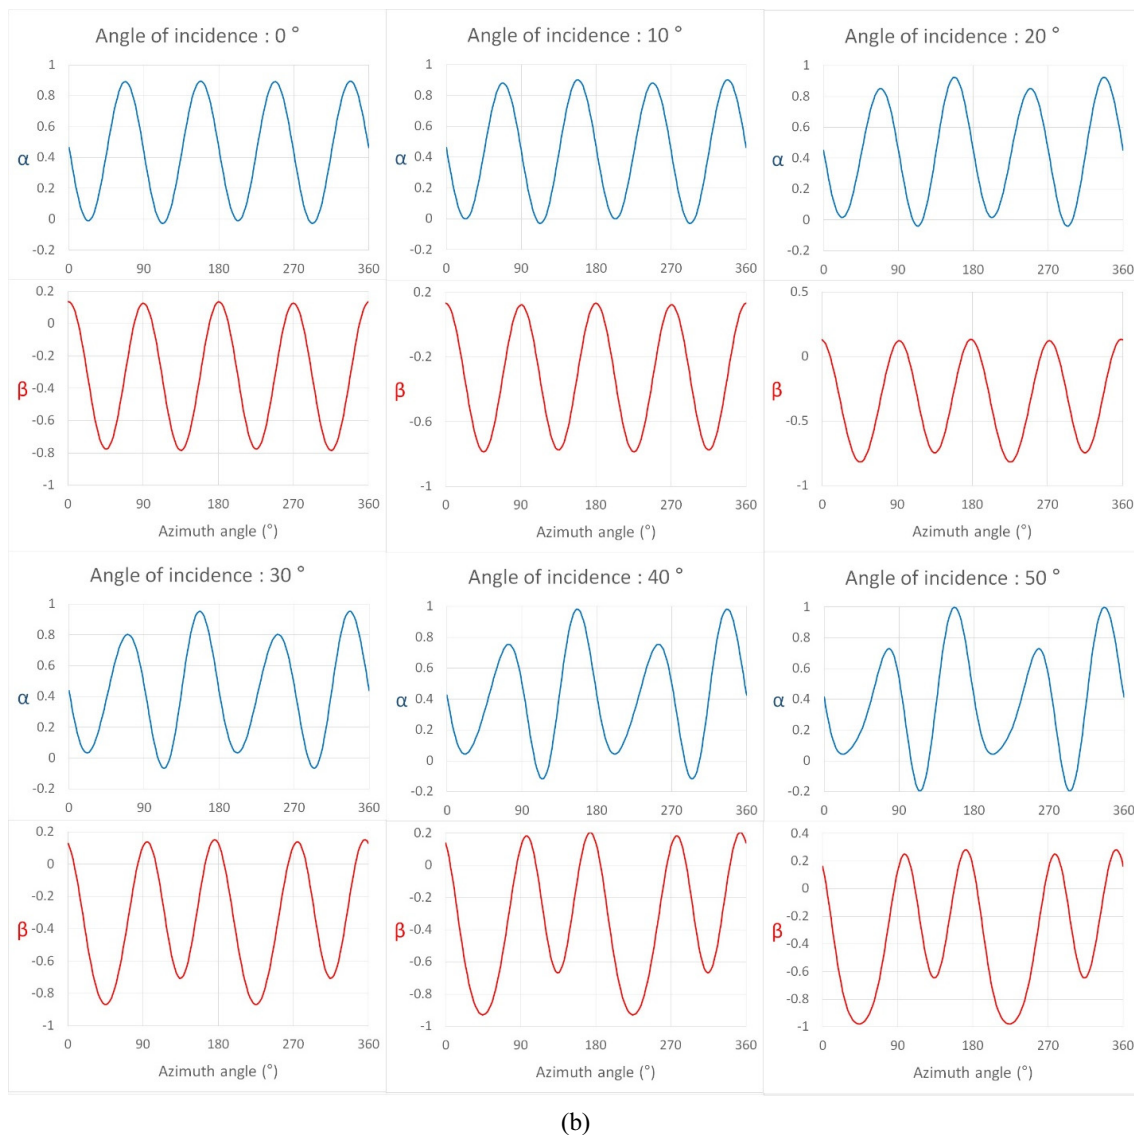 Angle of incidence : 0 °
1
0.8
0.6
α
0.4
0.2
0
-0.2
0 90 180 270 360
0.2
0
-0.2
β
-0.4
-0.6
-0.8
-1
0 90 180 270 360
Azimuth angle (°)
Angle of incidence : 10 °
1
0.8
0.6
α
0.4
0.2
0
-0.2
0 90 180 270 360
0.2
-0.2
β
-0.6
-1
0 90 180 270 360
Azimuth angle (°)
Angle of incidence : 20 °
1
0.8
0.6
α
0.4
0.2
0
-0.2
0 90 180 270 360
0.5
0
β
-0.5
-1
0 90 180 270 360
Azimuth angle (°)
Angle of incidence : 30 °
1
0.8
0.6
α
0.4
0.2
0
-0.2
0 90 180 270 360
0.2
0
-0.2
β
-0.4
-0.6
-0.8
-1
0 90 180 270 360
Azimuth angle (°)
Angle of incidence : 40 °
1
0.8
0.6
α
0.4
0.2
0
-0.2
0 90 180 270 360
0.2
0
-0.2
β
-0.4
-0.6
-0.8
-1
0 90 180 270 360
Azimuth angle (°)
Angle of incidence : 50 °
1
0.8
0.6
α
0.4
0.2
0
-0.2
0 90 180 270 360
0.4
0.2
0
-0.2
β
-0.4
-0.6
-0.8
-1
0 90 180 270 360
Azimuth angle (°)
(b)